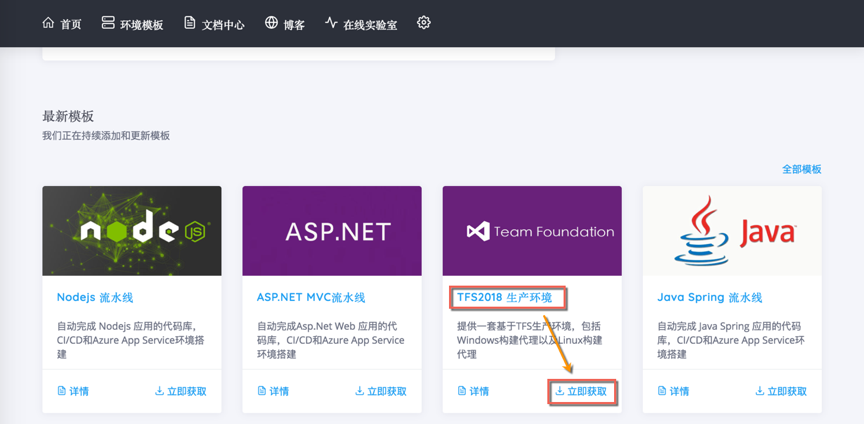 首页 环境模板 文档中心 博客 在线实验室
最新模板
我们正在持续添加和更新模板
全部模板
node JS
ASP.NET
Team Foundation
Java
Nodejs 流水线
自动完成 Nodejs 应用的代码库，
CI/CD和Azure App Service环境搭
建
详情 立即获取
ASP.NET MVC流水线
自动完成Asp.Net Web 应用的代
码库，CI/CD和Azure App Service
环境搭建
详情 立即获取
TFS2018 生产环境
提供一套基于TFS生产环境，包括
Windows构建代理以及Linux构建
代理
详情 立即获取
Java Spring 流水线
自动完成 Java Spring 应用的代码
库，CI/CD和Azure App Service环
境搭建
详情 立即获取